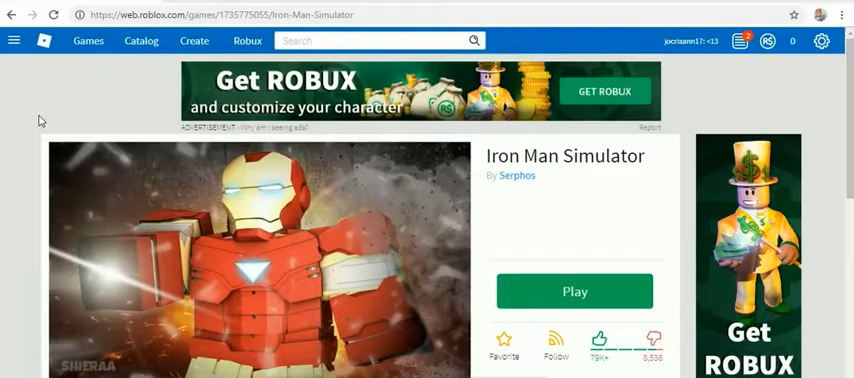 https://web.roblox.com/games/1735775055/Iron-Man-Simulator
Games Catalog Create Robux Search jocrisann17: <13 2 R$ 0
Get ROBUX
and customize your character
R$
GET ROBUX
ADVERTISEMENT - Why am I seeing ads? Report
Iron Man Simulator
By Serphos
Play
Favorite Follow 79K+ 8,536
SHIERAA
$
Get
ROBUX